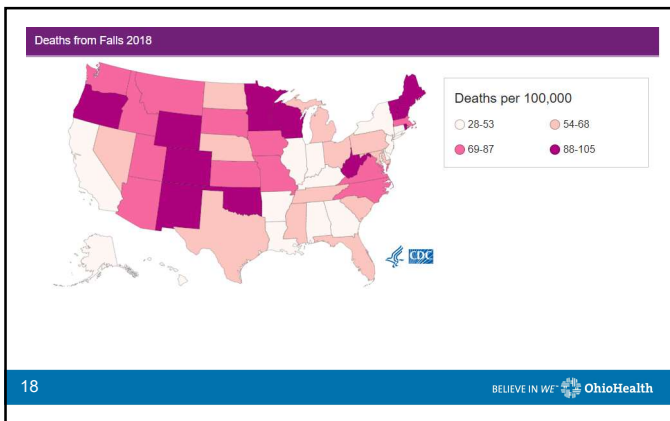 Deaths from Falls 2018
Deaths per 100,000
28-53
54-68
69-87
88-105
CDC
18
BELIEVE IN WE℠ OhioHealth